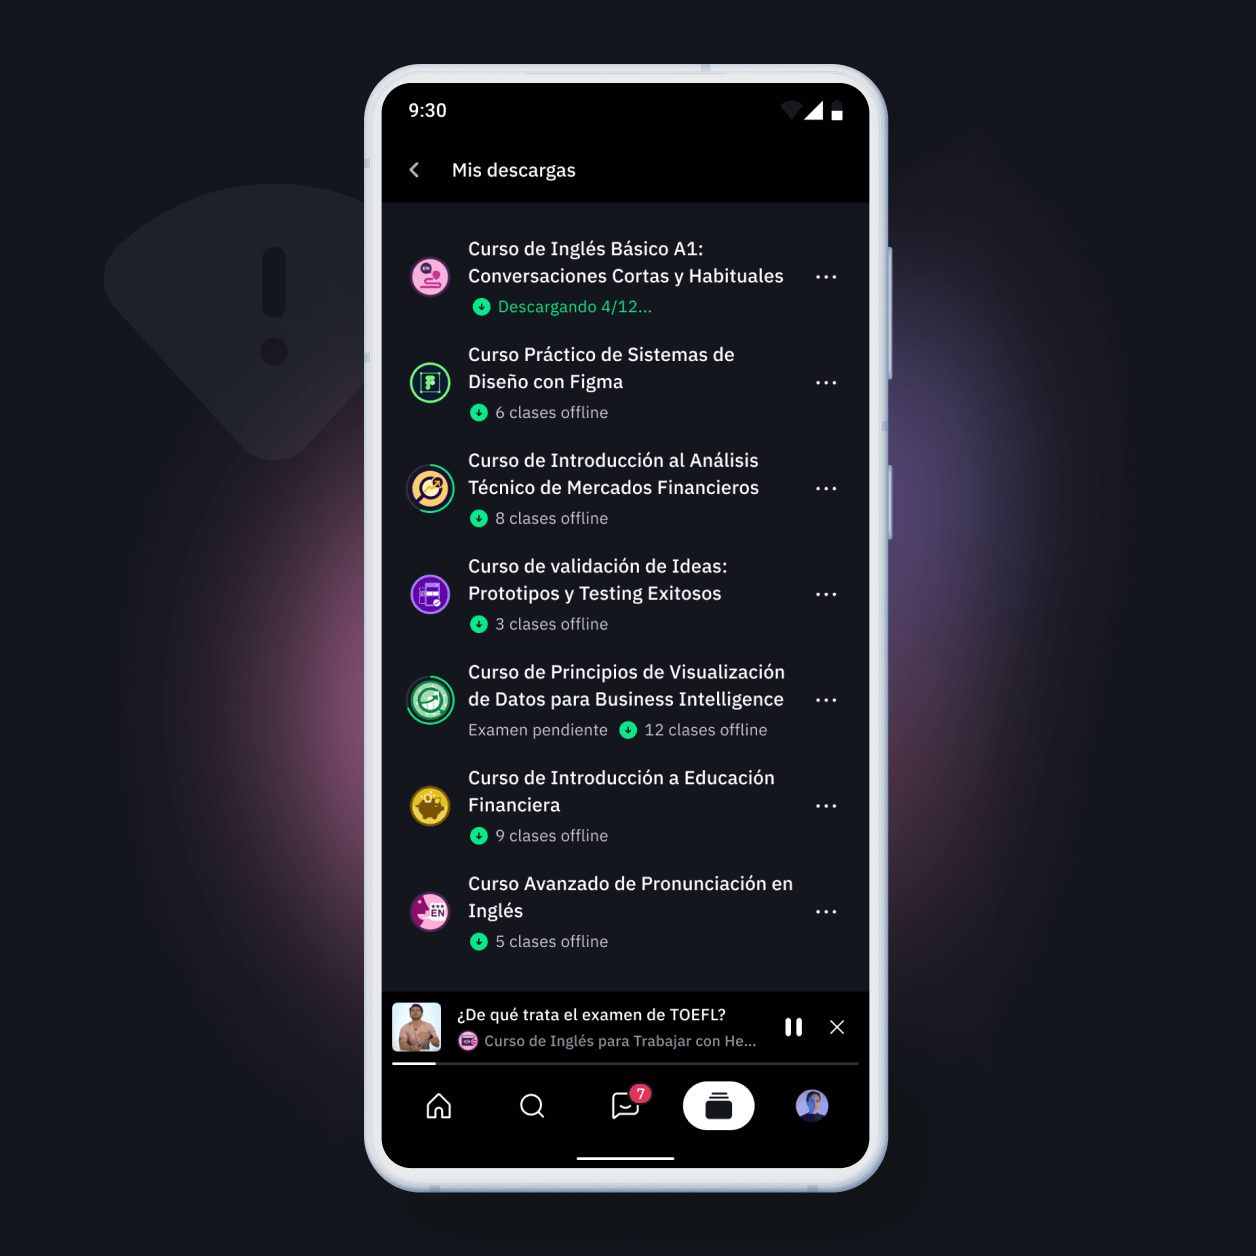 9:30
Mis descargas
Curso de Inglés Básico A1:
Conversaciones Cortas y Habituales
Descargando 4/12...
Curso Práctico de Sistemas de
Diseño con Figma
6 clases offline
Curso de Introducción al Análisis
Técnico de Mercados Financieros
8 clases offline
Curso de validación de Ideas:
Prototipos y Testing Exitosos
3 clases offline
Curso de Principios de Visualización
de Datos para Business Intelligence
Examen pendiente 12 clases offline
Curso de Introducción a Educación
Financiera
9 clases offline
Curso Avanzado de Pronunciación en
Inglés
EN
5 clases offline
¿De qué trata el examen de TOEFL?
Curso de Inglés para Trabajar con He...
7